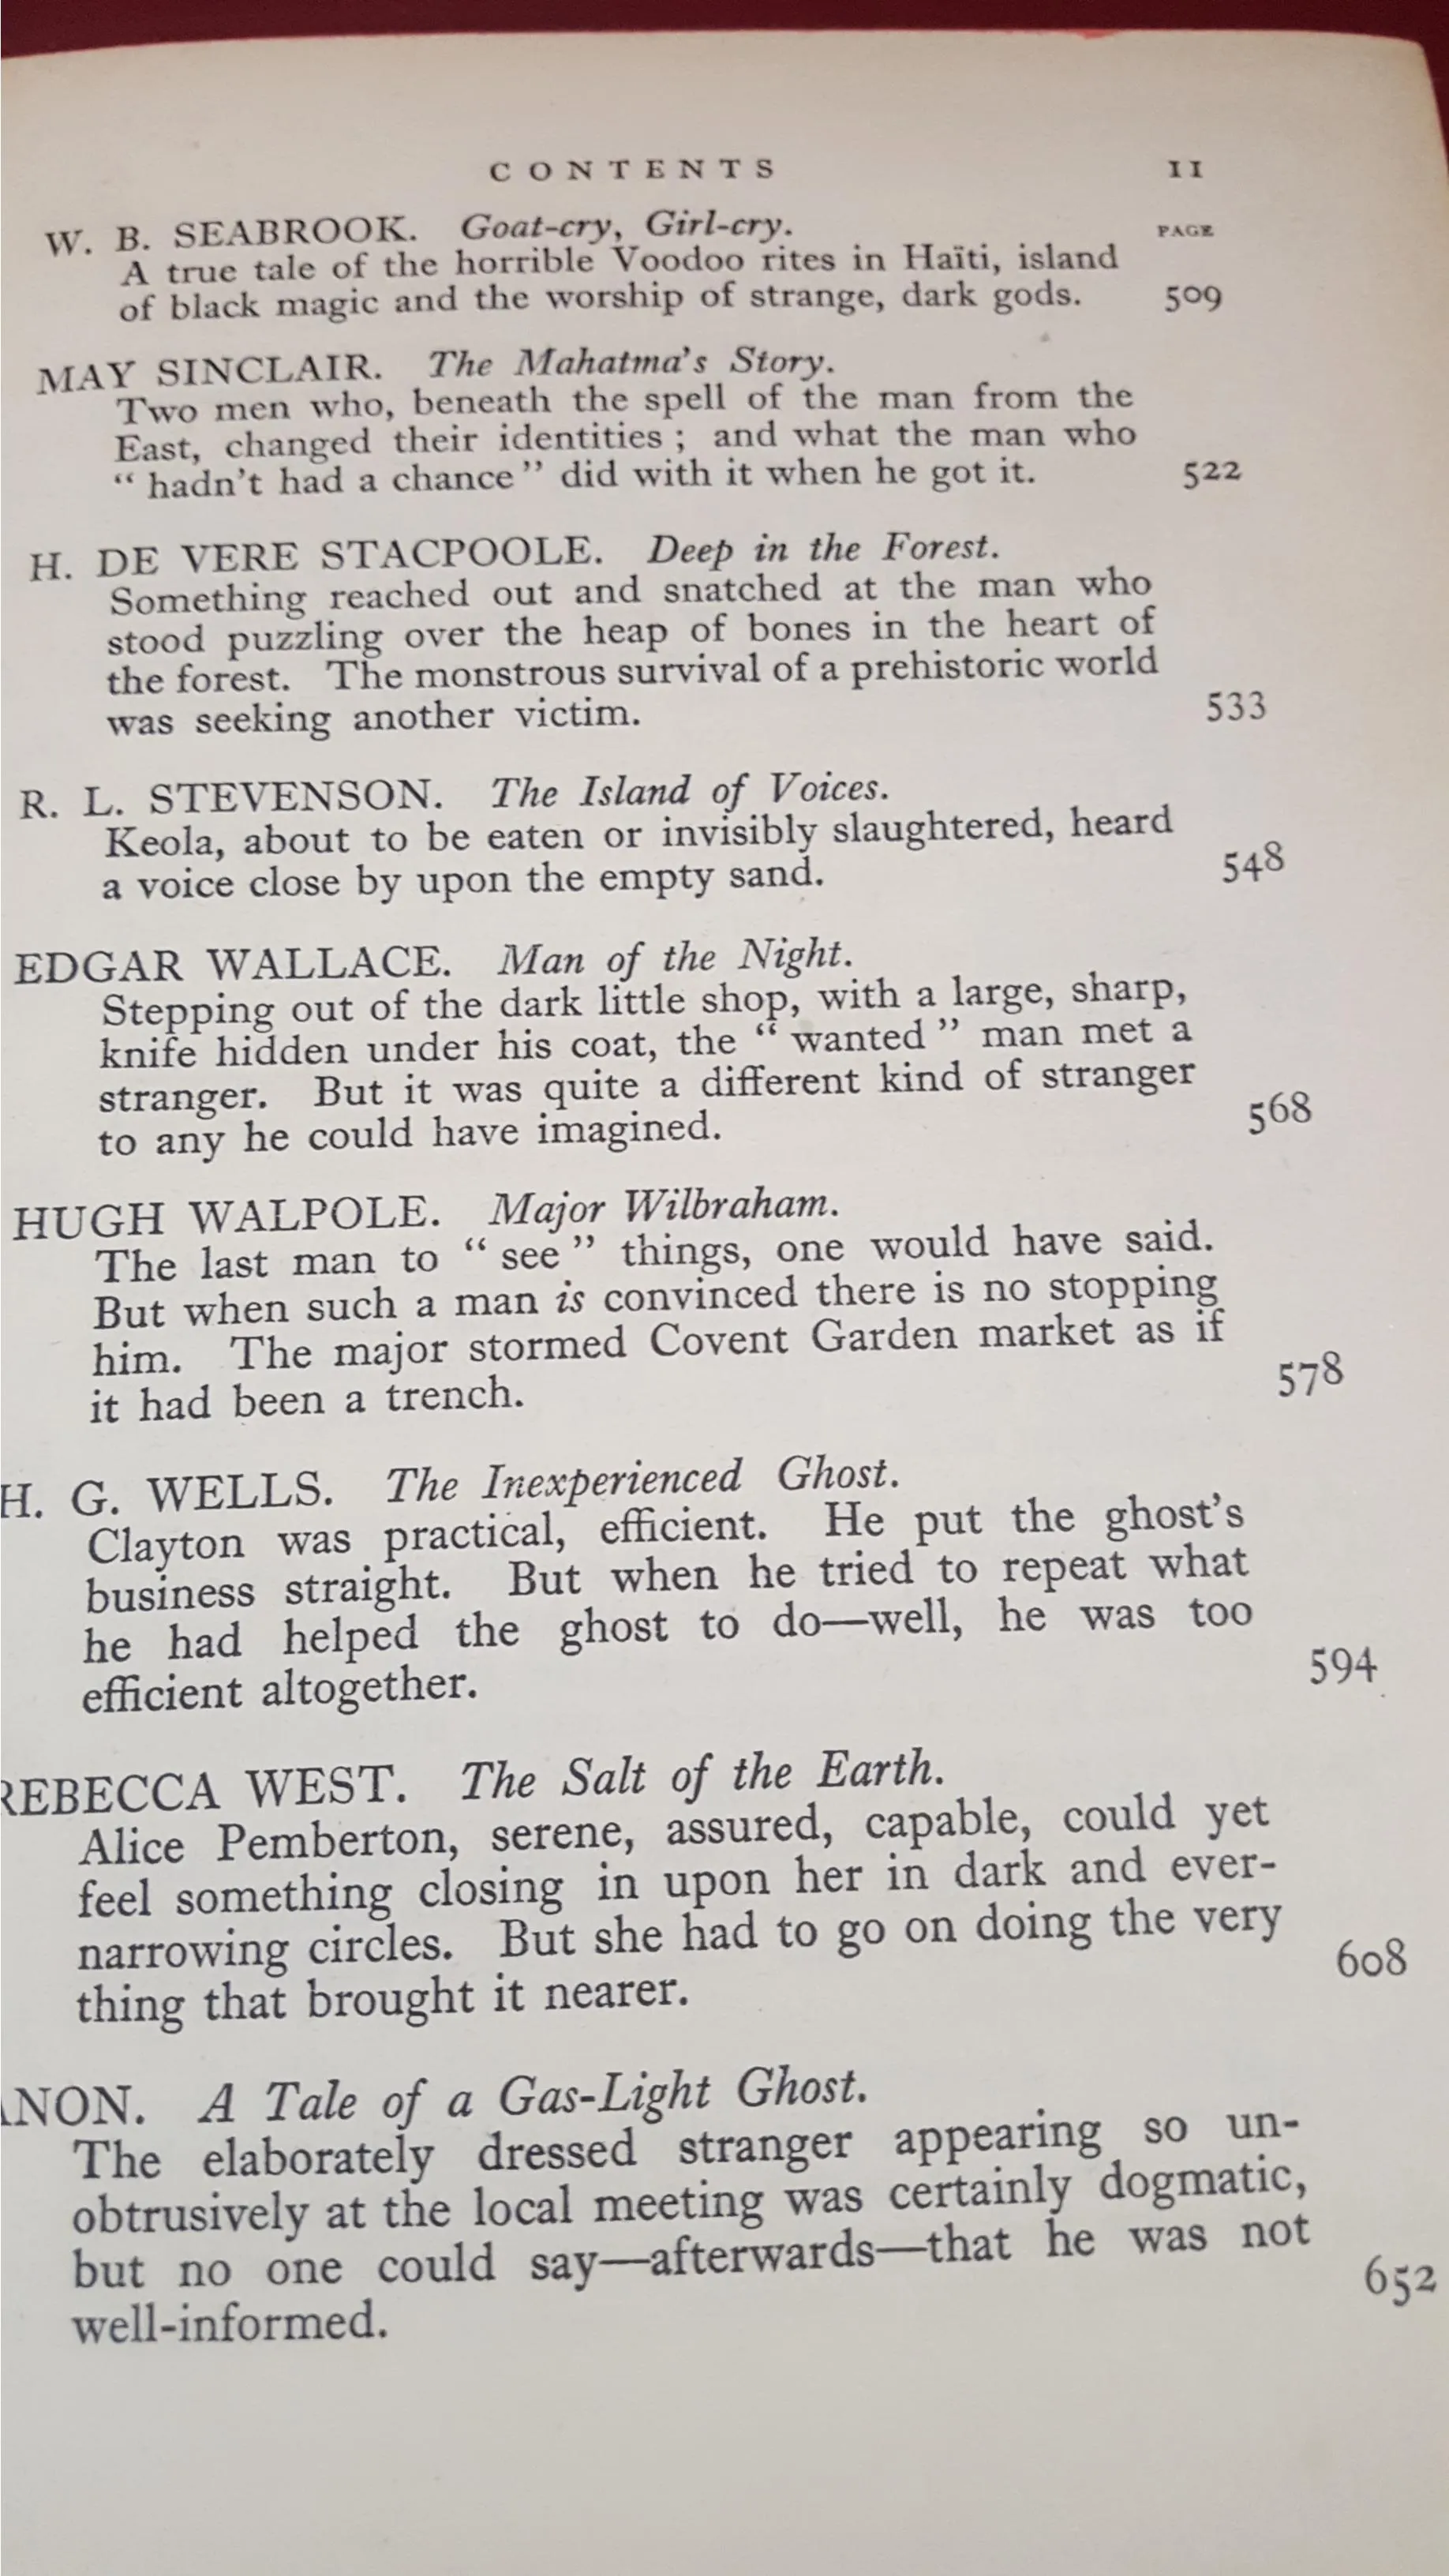 CONTENTS 11
W. B. SEABROOK. Goat-cry, Girl-cry. PAGE
A true tale of the horrible Voodoo rites in Haïti, island
of black magic and the worship of strange, dark gods. 509
MAY SINCLAIR. The Mahatma's Story.
Two men who, beneath the spell of the man from the
East, changed their identities ; and what the man who
“ hadn't had a chance ” did with it when he got it. 522
H. DE VERE STACPOOLE. Deep in the Forest.
Something reached out and snatched at the man who
stood puzzling over the heap of bones in the heart of
the forest. The monstrous survival of a prehistoric world
was seeking another victim. 533
R. L. STEVENSON. The Island of Voices.
Keola, about to be eaten or invisibly slaughtered, heard
a voice close by upon the empty sand. 548
EDGAR WALLACE. Man of the Night.
Stepping out of the dark little shop, with a large, sharp,
knife hidden under his coat, the “ wanted ” man met a
stranger. But it was quite a different kind of stranger
to any he could have imagined. 568
HUGH WALPOLE. Major Wilbraham.
The last man to “ see ” things, one would have said.
But when such a man is convinced there is no stopping
him. The major stormed Covent Garden market as if
it had been a trench. 578
H. G. WELLS. The Inexperienced Ghost.
Clayton was practical, efficient. He put the ghost's
business straight. But when he tried to repeat what
he had helped the ghost to do—well, he was too
efficient altogether. 594
REBECCA WEST. The Salt of the Earth.
Alice Pemberton, serene, assured, capable, could yet
feel something closing in upon her in dark and ever-
narrowing circles. But she had to go on doing the very
thing that brought it nearer. 608
ANON. A Tale of a Gas-Light Ghost.
The elaborately dressed stranger appearing so un-
obtrusively at the local meeting was certainly dogmatic,
but no one could say—afterwards—that he was not
well-informed. 652